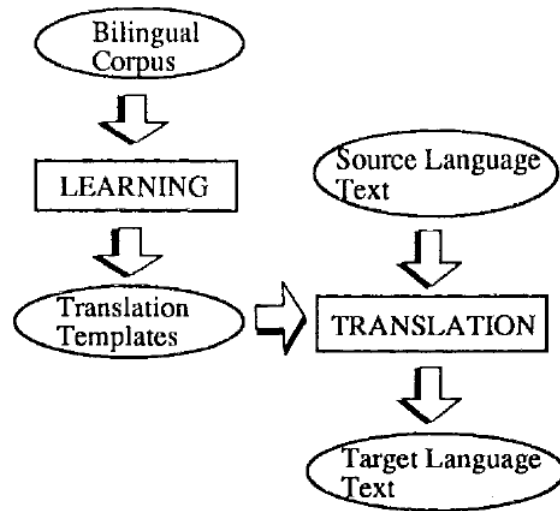 Bilingual
Corpus
LEARNING
Translation
Templates
Source Language
Text
TRANSLATION
Target Language
Text